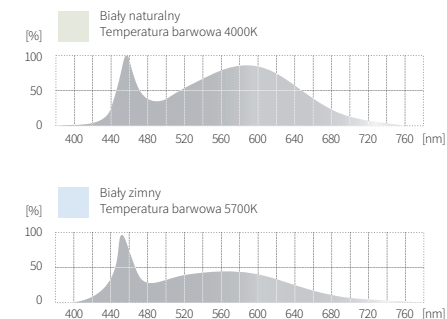 Biały naturalny
Temperatura barwowa 4000K
[%]
100
50
0
400 440 480 520 560 600 640 680 720 760 [nm]
Biały zimny
Temperatura barwowa 5700K
[%]
100
50
0
400 440 480 520 560 600 640 680 720 760 [nm]